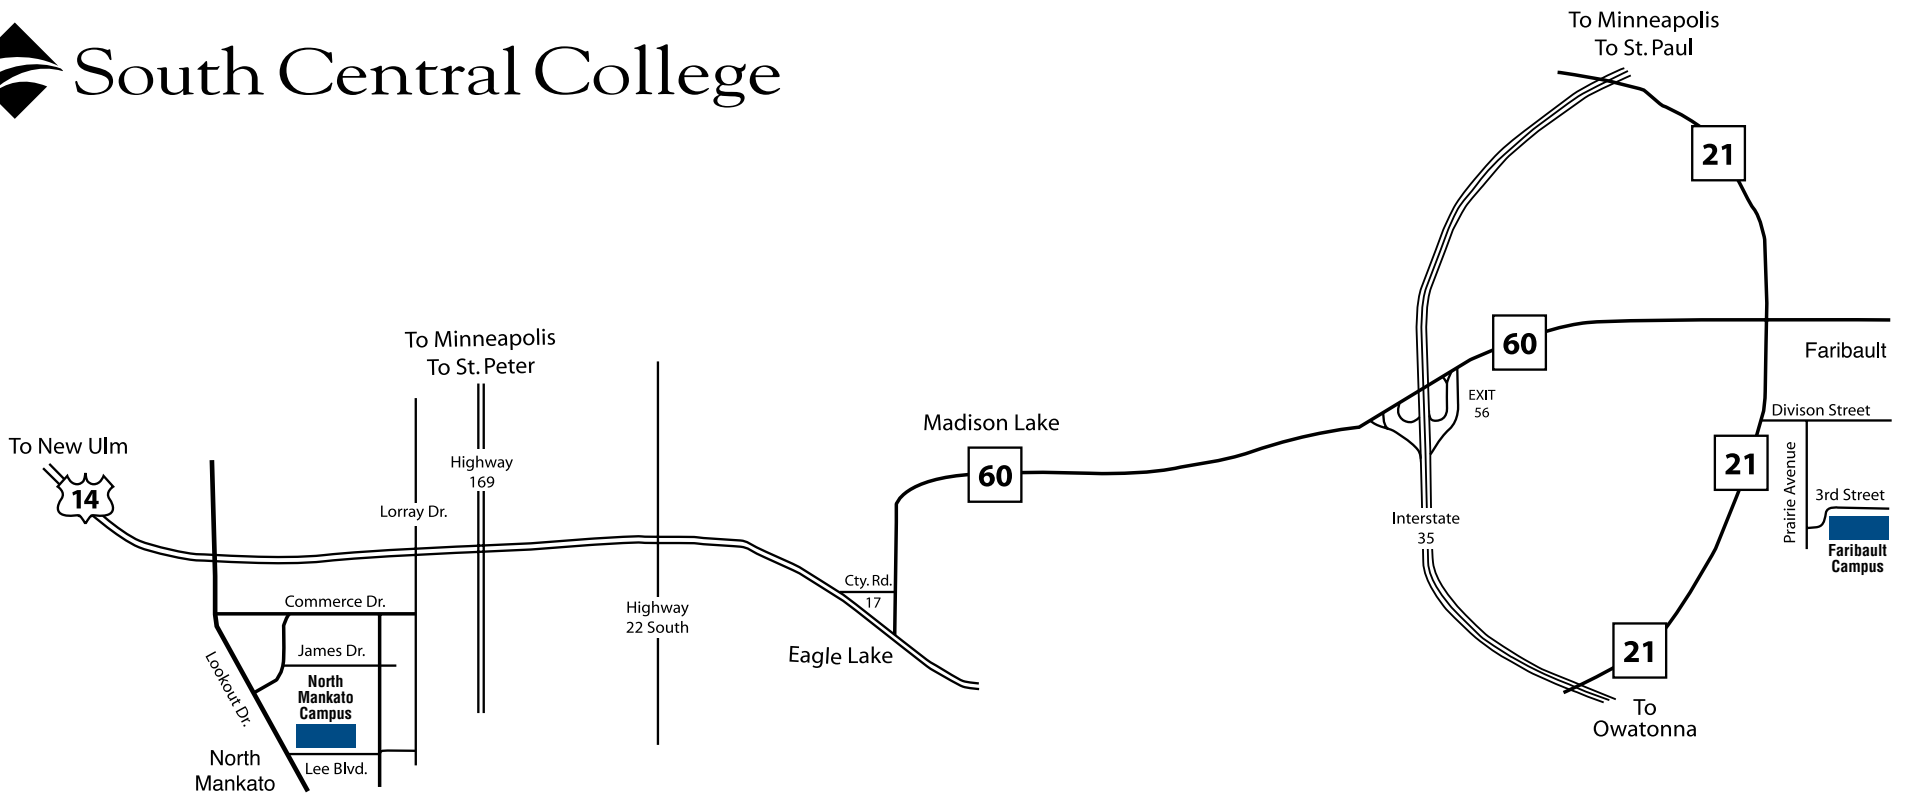 South Central College
To Minneapolis
To St. Paul
21
To Minneapolis
To St. Peter
60
Faribault
EXIT
56
Divison Street
Madison Lake
To New Ulm
14
Highway
169
60
21
Prairie Avenue
3rd Street
Lorray Dr.
Interstate
35
Faribault
Campus
Cty. Rd.
17
Commerce Dr.
Highway
22 South
James Dr.
Eagle Lake
21
Lookout Dr.
North
Mankato
Campus
To
Owatonna
Lee Blvd.
North
Mankato